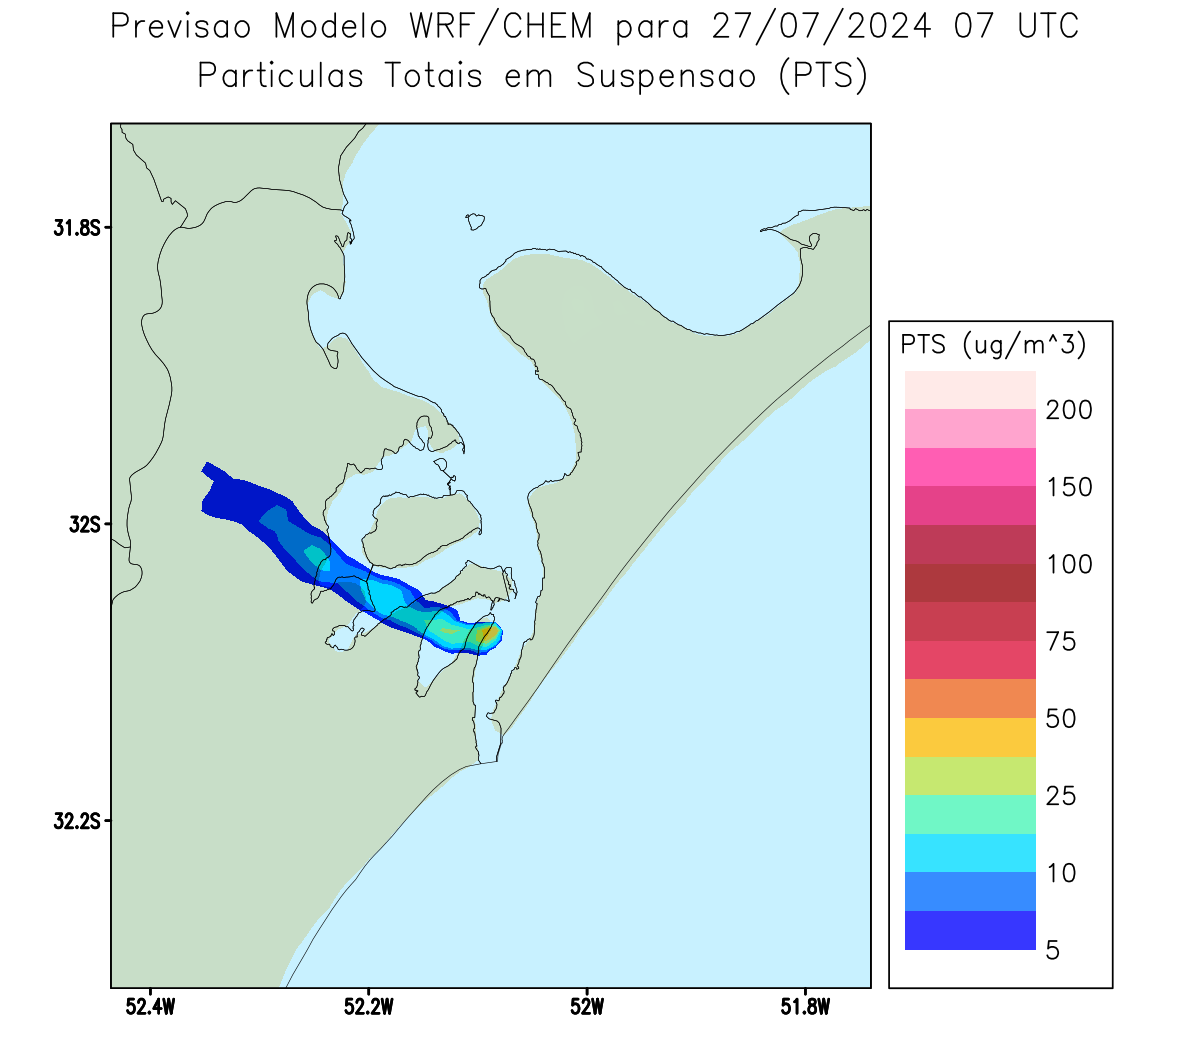 Previsao Modelo WRF/CHEM para 27/07/2024 07 UTC
Particulas Totais em Suspensao (PTS)
31.8S
32S
32.2S
52.4W
52.2W
52W
51.8W
PTS (ug/m^3)
200
150
100
75
50
25
10
5